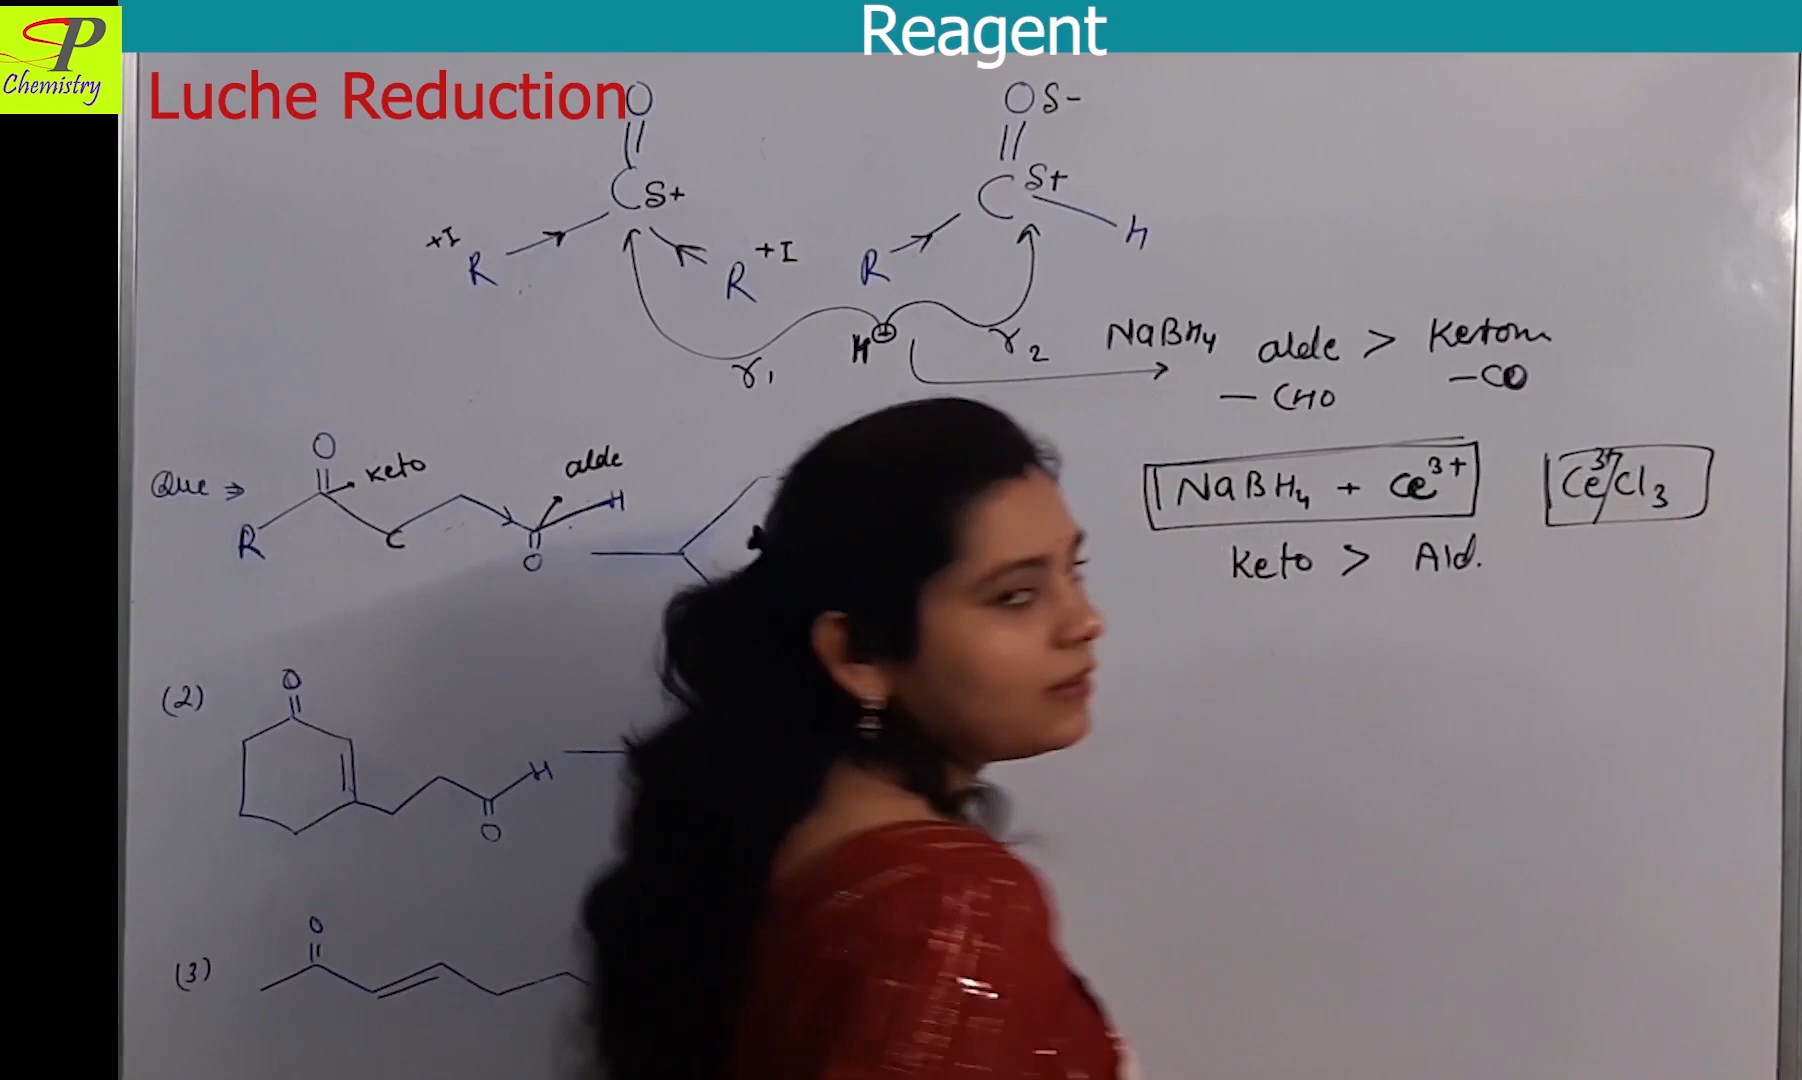 Reagent
SP
Chemistry
Luche Reduction
O
C δ+
+I R
R +I
O δ-
C δ+
R
H
H⊕
γ1
γ2
NaBH4
alde > Ketone
— CHO
— CO
Que ⇒
O
keto
alde
H
R
C
O
NaBH4 + Ce3+
Ce3+/Cl3
Keto > Ald.
(2)
O
H
O
(3)
O